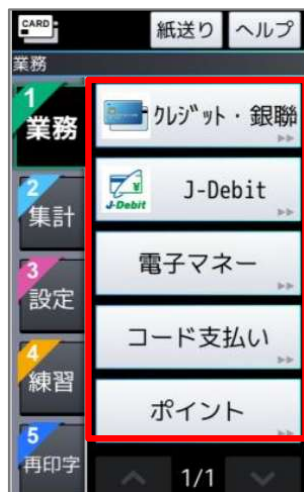 CARD
紙送り ヘルプ
業務
1
業務
クレジット・銀聯
2
集計
J-Debit
J-Debit
3
設定
電子マネー
4
練習
コード支払い
5
再印字
ポイント
1/1